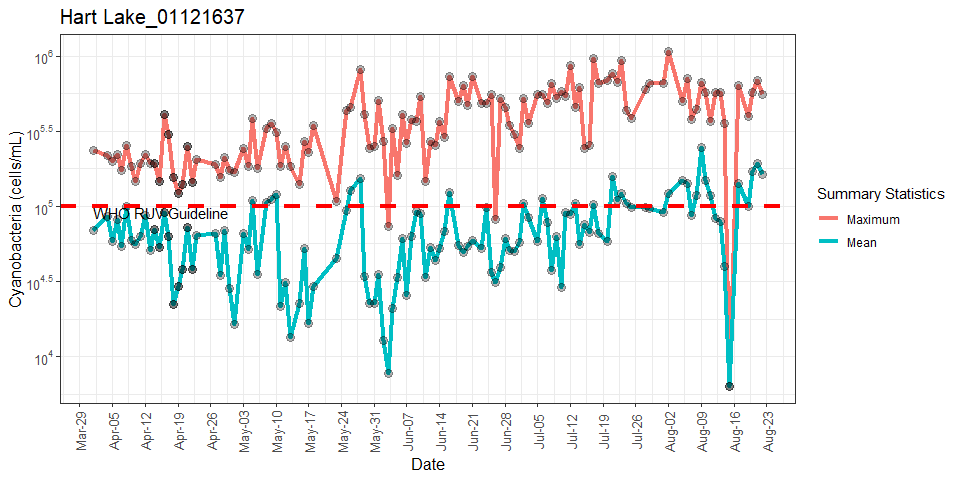 Hart Lake_01121637
Cyanobacteria (cells/mL)
10^6
10^5.5
10^5
10^4.5
10^4
WHO RUV Guideline
Mar-29
Apr-05
Apr-12
Apr-19
Apr-26
May-03
May-10
May-17
May-24
May-31
Jun-07
Jun-14
Jun-21
Jun-28
Jul-05
Jul-12
Jul-19
Jul-26
Aug-02
Aug-09
Aug-16
Aug-23
Date
Summary Statistics
Maximum
Mean